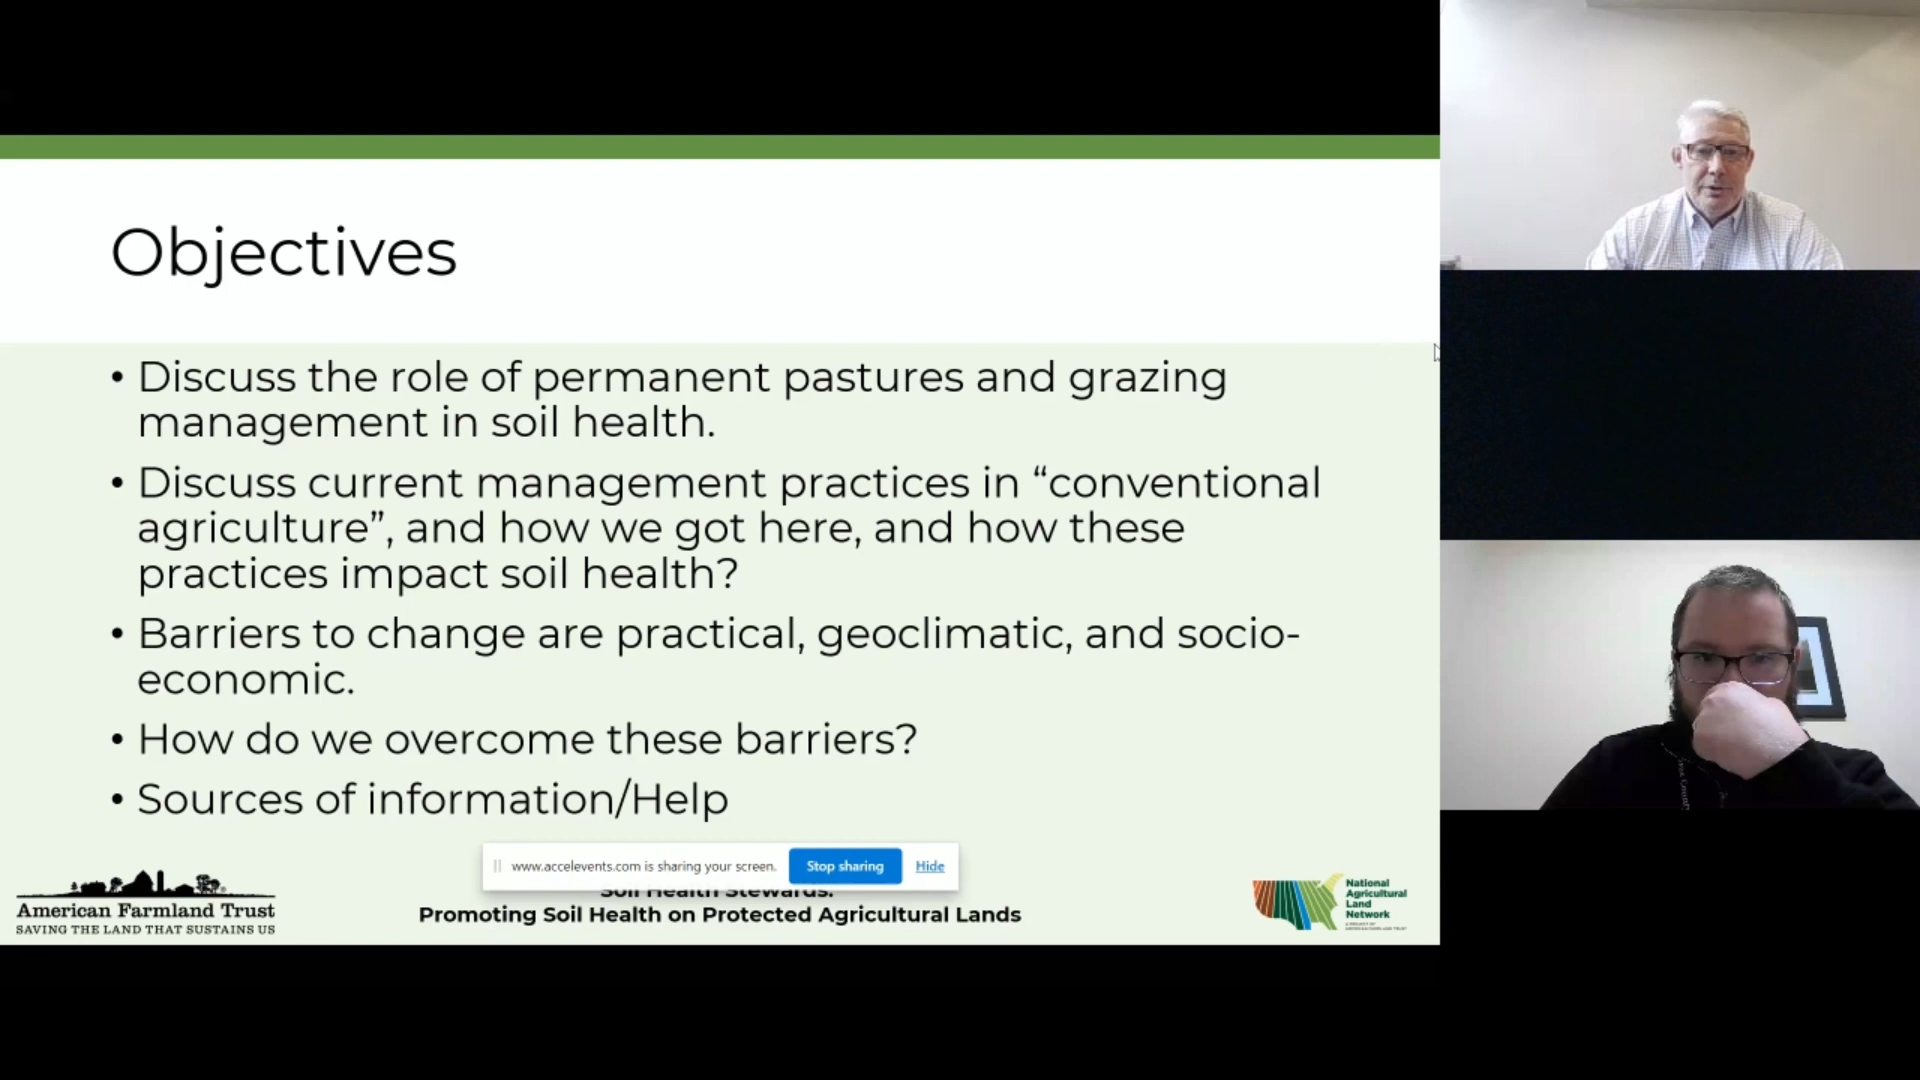 Objectives
• Discuss the role of permanent pastures and grazing
management in soil health.
• Discuss current management practices in “conventional
agriculture”, and how we got here, and how these
practices impact soil health?
• Barriers to change are practical, geoclimatic, and socio-
economic.
• How do we overcome these barriers?
• Sources of information/Help
www.accelevents.com is sharing your screen.
Stop sharing
Hide
Soil Health Stewards:
Promoting Soil Health on Protected Agricultural Lands
American Farmland Trust
SAVING THE LAND THAT SUSTAINS US
National
Agricultural
Land
Network